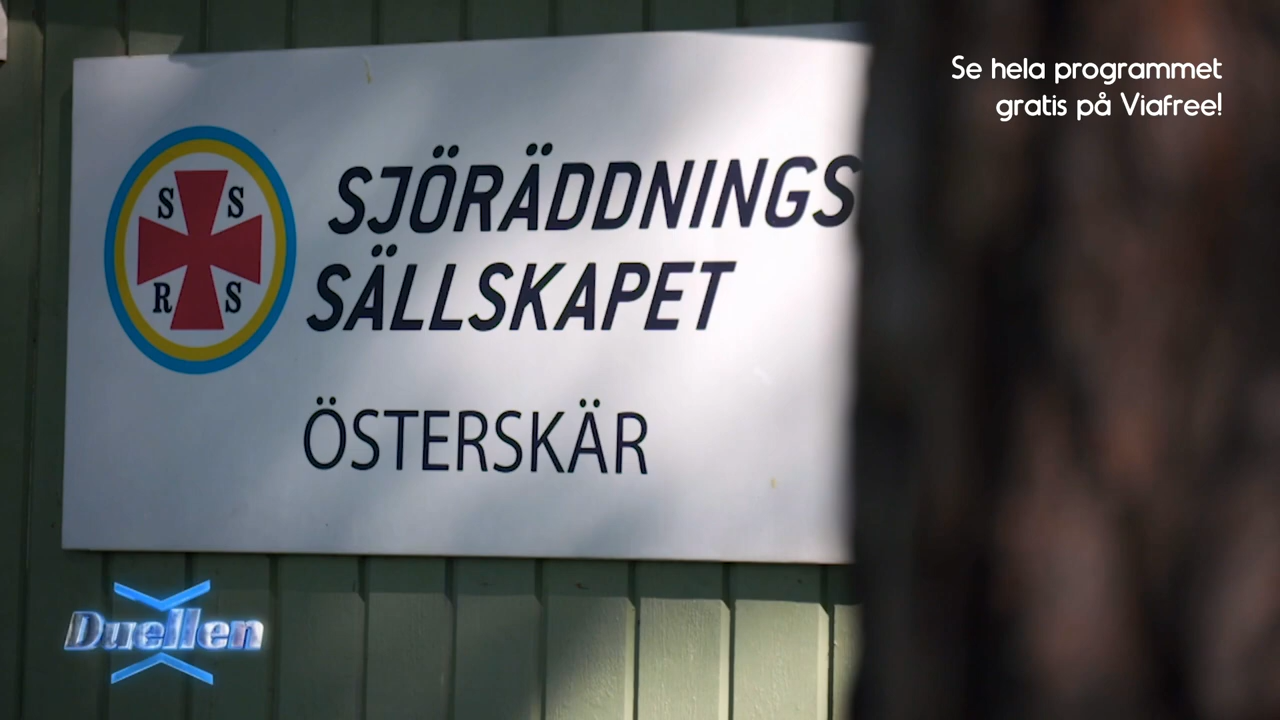 Se hela programmet
gratis på Viafree!
S S
R S
SJÖRÄDDNINGS
SÄLLSKAPET
ÖSTERSKÄR
Duellen